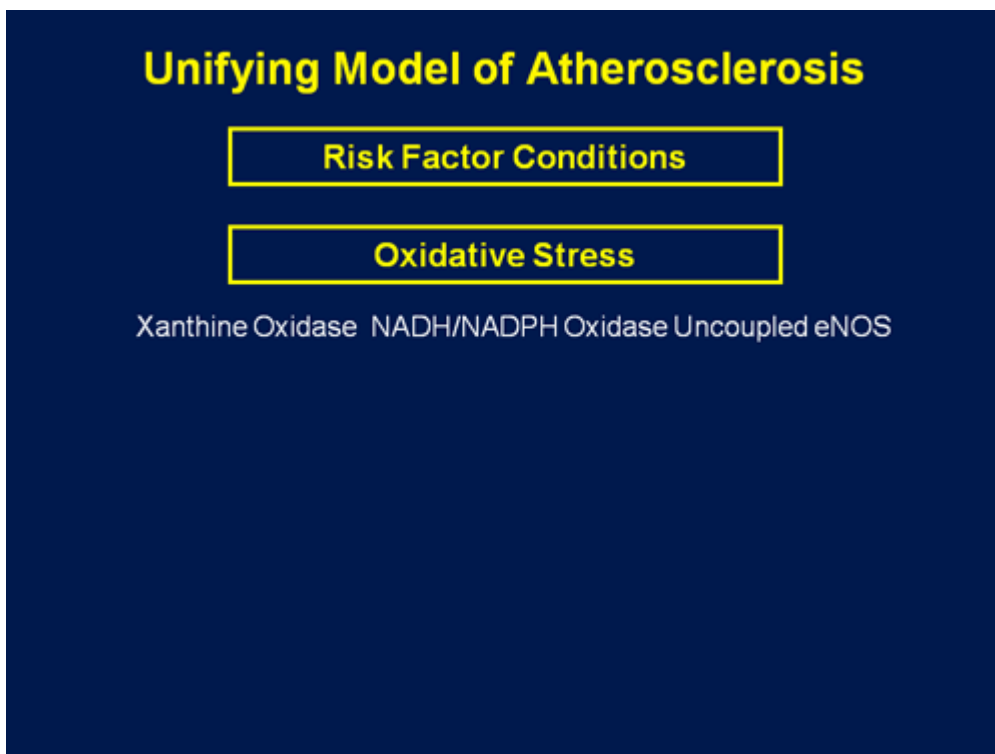 Unifying Model of Atherosclerosis
Risk Factor Conditions
Oxidative Stress
Xanthine Oxidase NADH/NADPH Oxidase Uncoupled eNOS